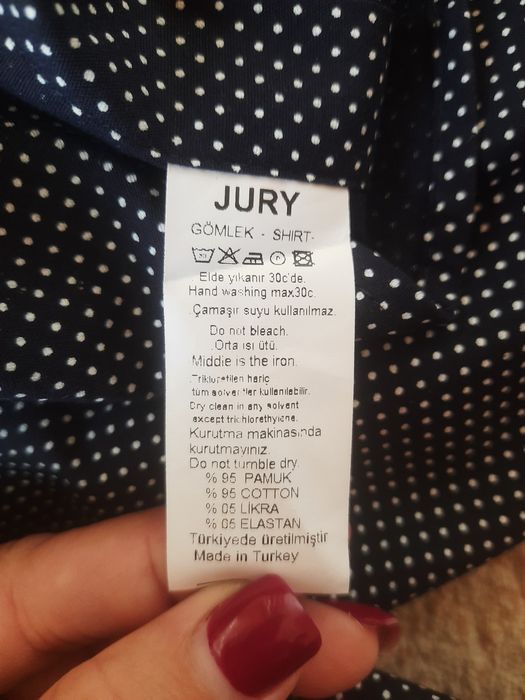 JURY
GÖMLEK - SHIRT-
Elde yıkanır 30c'de.
Hand washing max30c.
Çamaşır suyu kullanılmaz.
Do not bleach.
Orta ısı ütü.
Middle is the iron.
hariç
tüm solventler kullanılabilir.
Dry clean in any solvent
except trichlorethylene.
Kurutma makinasında
kurutmayınız.
Do not tumble dry.
% 95 PAMUK
% 95 COTTON
% 05 LİKRA
% 05 ELASTAN
Türkiyede üretilmiştir
Made in Turkey